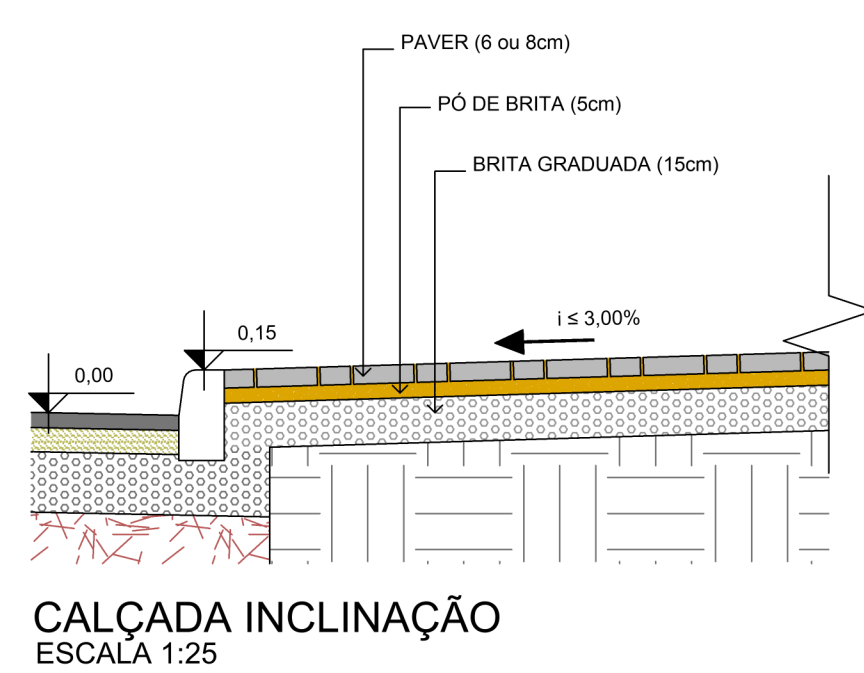 PAVER (6 ou 8cm)
PÓ DE BRITA (5cm)
BRITA GRADUADA (15cm)
i ≤ 3,00%
0,15
0,00
CALÇADA INCLINAÇÃO
ESCALA 1:25